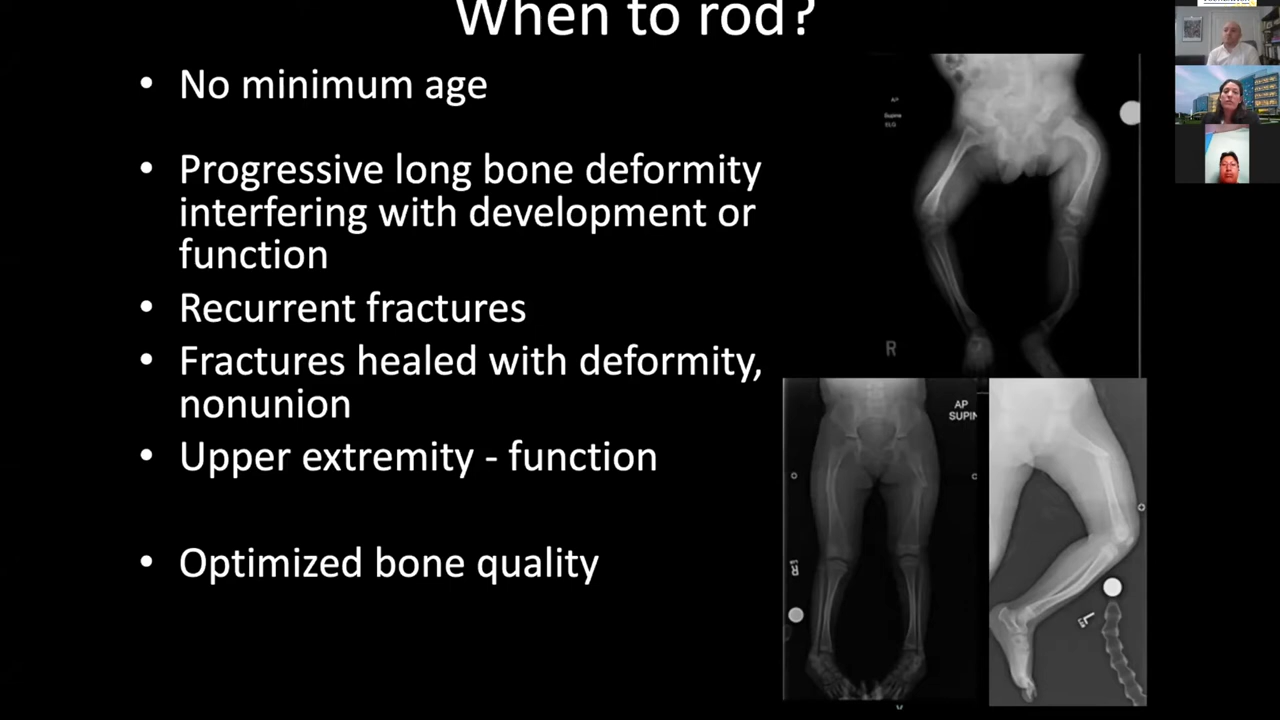 When to rod?
• No minimum age
• Progressive long bone deformity
interfering with development or
function
• Recurrent fractures
• Fractures healed with deformity,
nonunion
• Upper extremity - function
• Optimized bone quality
AP
Supine
R
AP
SUPIN
L